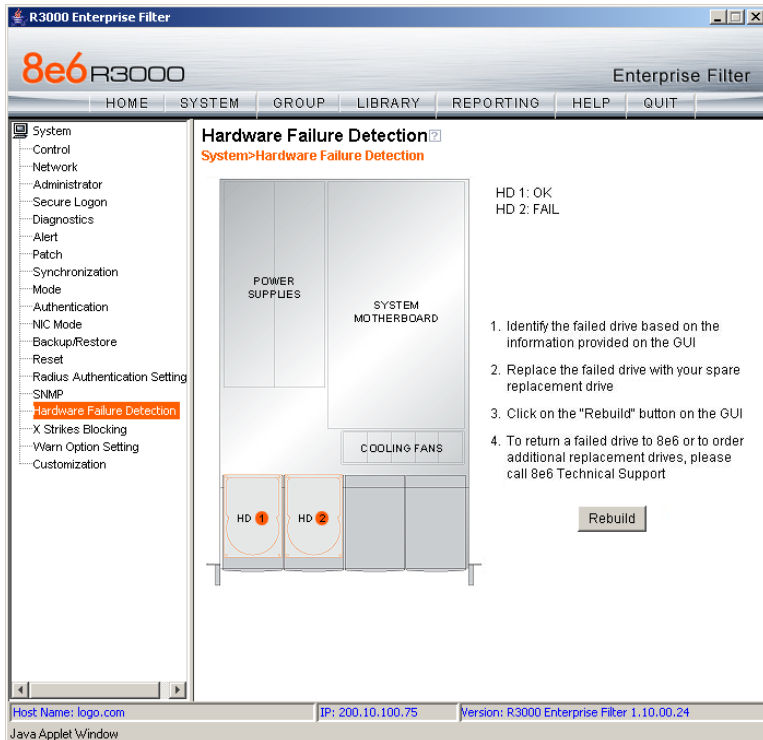 R3000 Enterprise Filter
8e6 R3000
Enterprise Filter
HOME SYSTEM GROUP LIBRARY REPORTING HELP QUIT
System
Control
Network
Administrator
Secure Logon
Diagnostics
Alert
Patch
Synchronization
Mode
Authentication
NIC Mode
Backup/Restore
Reset
Radius Authentication Setting
SNMP
Hardware Failure Detection
X Strikes Blocking
Warn Option Setting
Customization
Hardware Failure Detection ?
System>Hardware Failure Detection
POWER
SUPPLIES
SYSTEM
MOTHERBOARD
COOLING FANS
HD 1
HD 2
HD 1: OK
HD 2: FAIL
1. Identify the failed drive based on the
information provided on the GUI
2. Replace the failed drive with your spare
replacement drive
3. Click on the "Rebuild" button on the GUI
4. To return a failed drive to 8e6 or to order
additional replacement drives, please
call 8e6 Technical Support
Rebuild
Host Name: logo.com
IP: 200.10.100.75
Version: R3000 Enterprise Filter 1.10.00.24
Java Applet Window